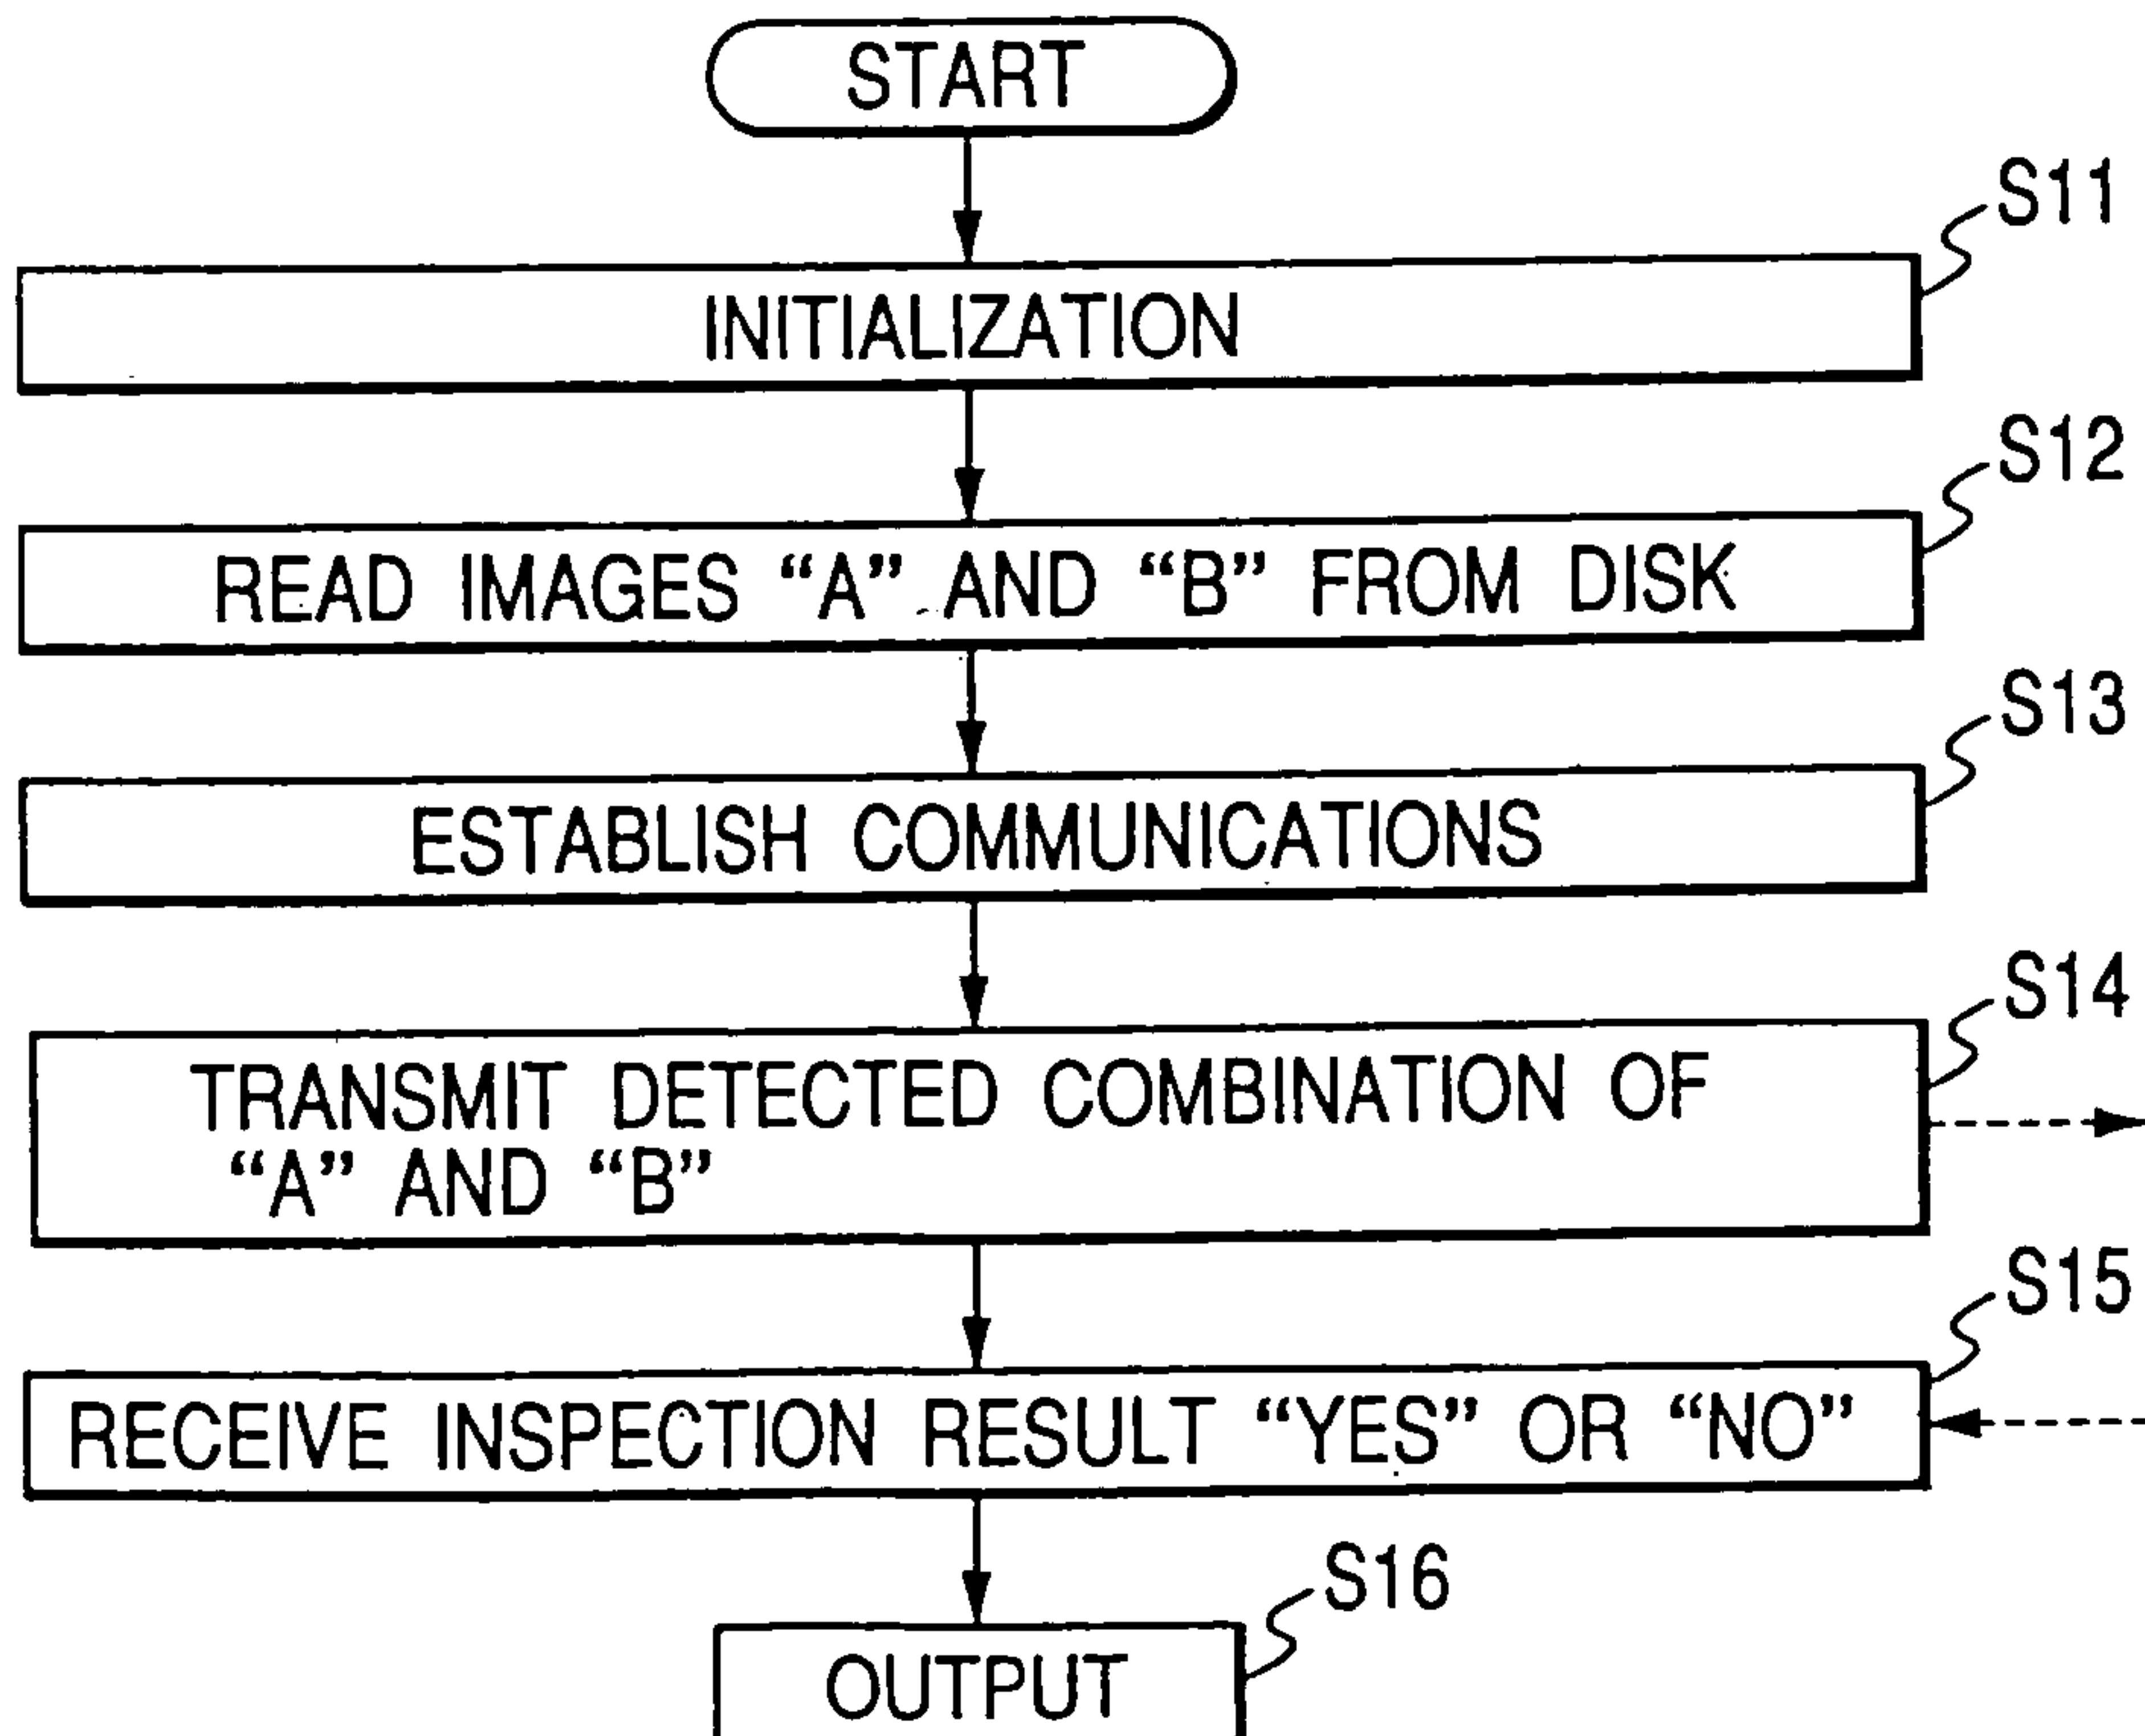 START
S11
INITIALIZATION
S12
READ IMAGES “A” AND “B” FROM DISK
S13
ESTABLISH COMMUNICATIONS
S14
TRANSMIT DETECTED COMBINATION OF
“A” AND “B”
S15
RECEIVE INSPECTION RESULT “YES” OR “NO”
S16
OUTPUT